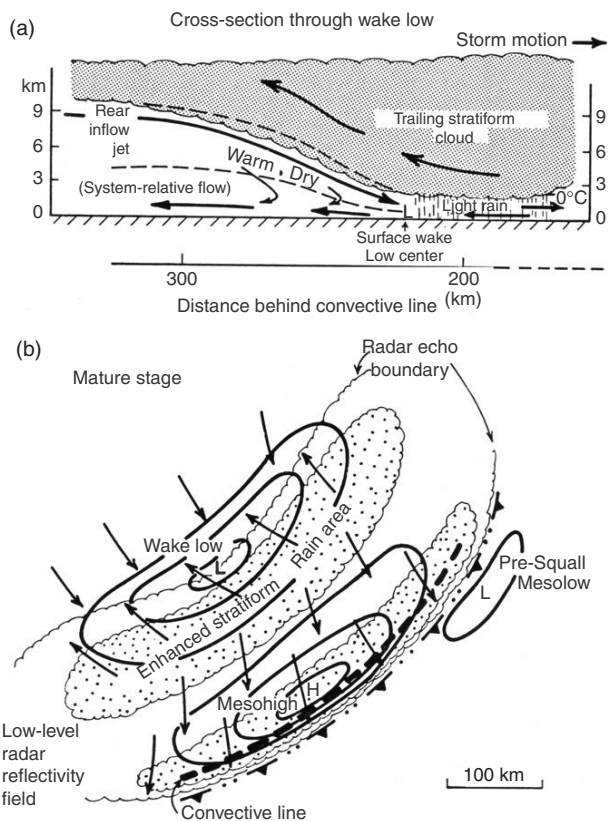 (a)
Cross-section through wake low
Storm motion
km
9
6
3
0
Rear
inflow
jet
Warm , Dry
(System-relative flow)
Trailing stratiform
cloud
9
6
3
0
0°C
Light rain
L
Surface wake
Low center
300
200
(km)
Distance behind convective line
(b)
Mature stage
Radar echo
boundary
Wake low
L
Rain area
Enhanced stratiform
Pre-Squall
Mesolow
L
Mesohigh
H
Low-level
radar
reflectivity
field
Convective line
100 km